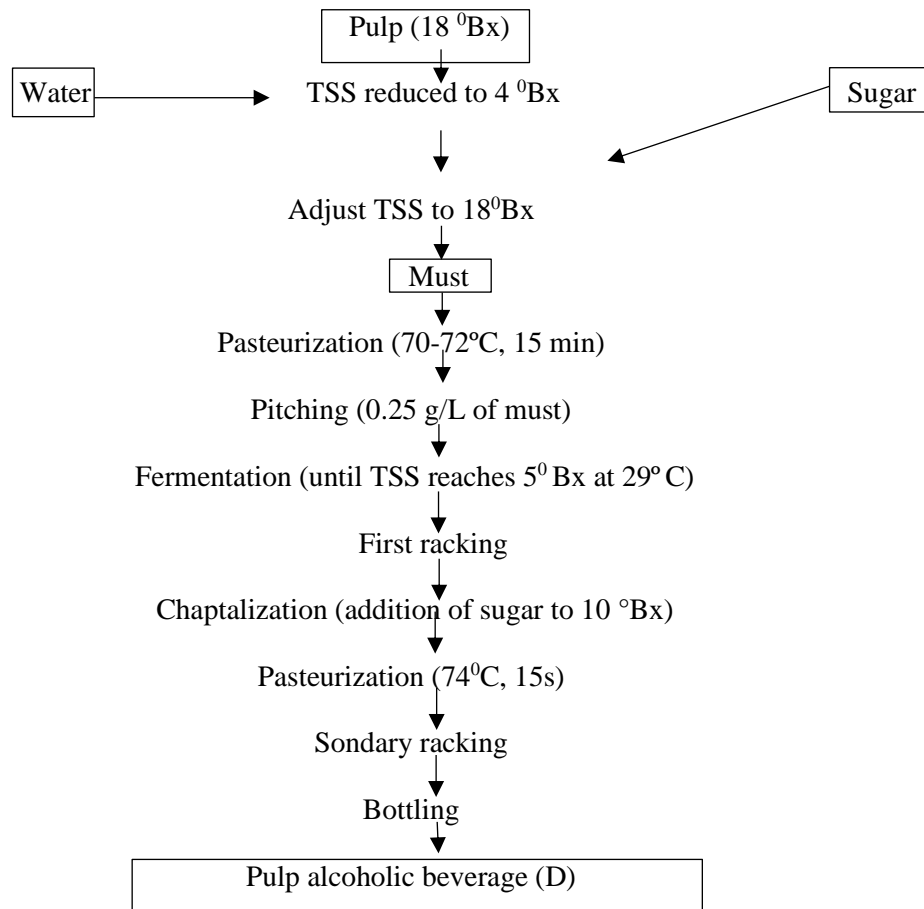 Pulp (18 ⁰Bx)
Water
TSS reduced to 4 ⁰Bx
Sugar
Adjust TSS to 18⁰Bx
Must
Pasteurization (70-72ºC, 15 min)
Pitching (0.25 g/L of must)
Fermentation (until TSS reaches 5⁰ Bx at 29º C)
First racking
Chaptalization (addition of sugar to 10 °Bx)
Pasteurization (74⁰C, 15s)
Sondary racking
Bottling
Pulp alcoholic beverage (D)